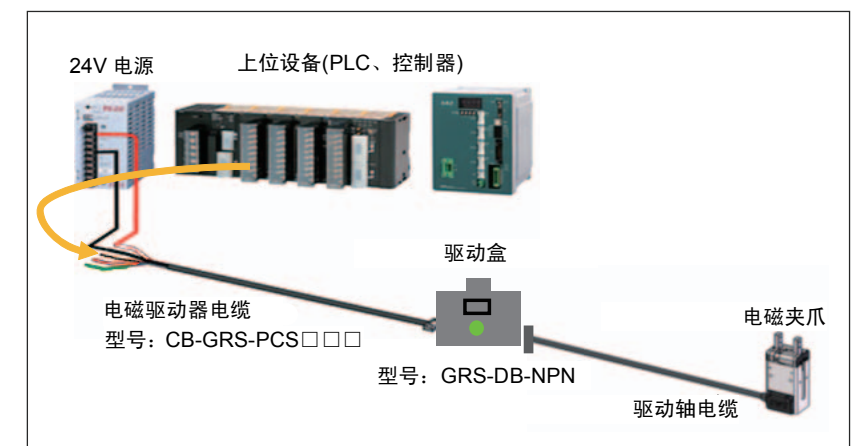 24V 电源
上位设备(PLC、控制器)
驱动盒
电磁驱动器电缆
型号：CB-GRS-PCS□□□
电磁夹爪
型号：GRS-DB-NPN
驱动轴电缆